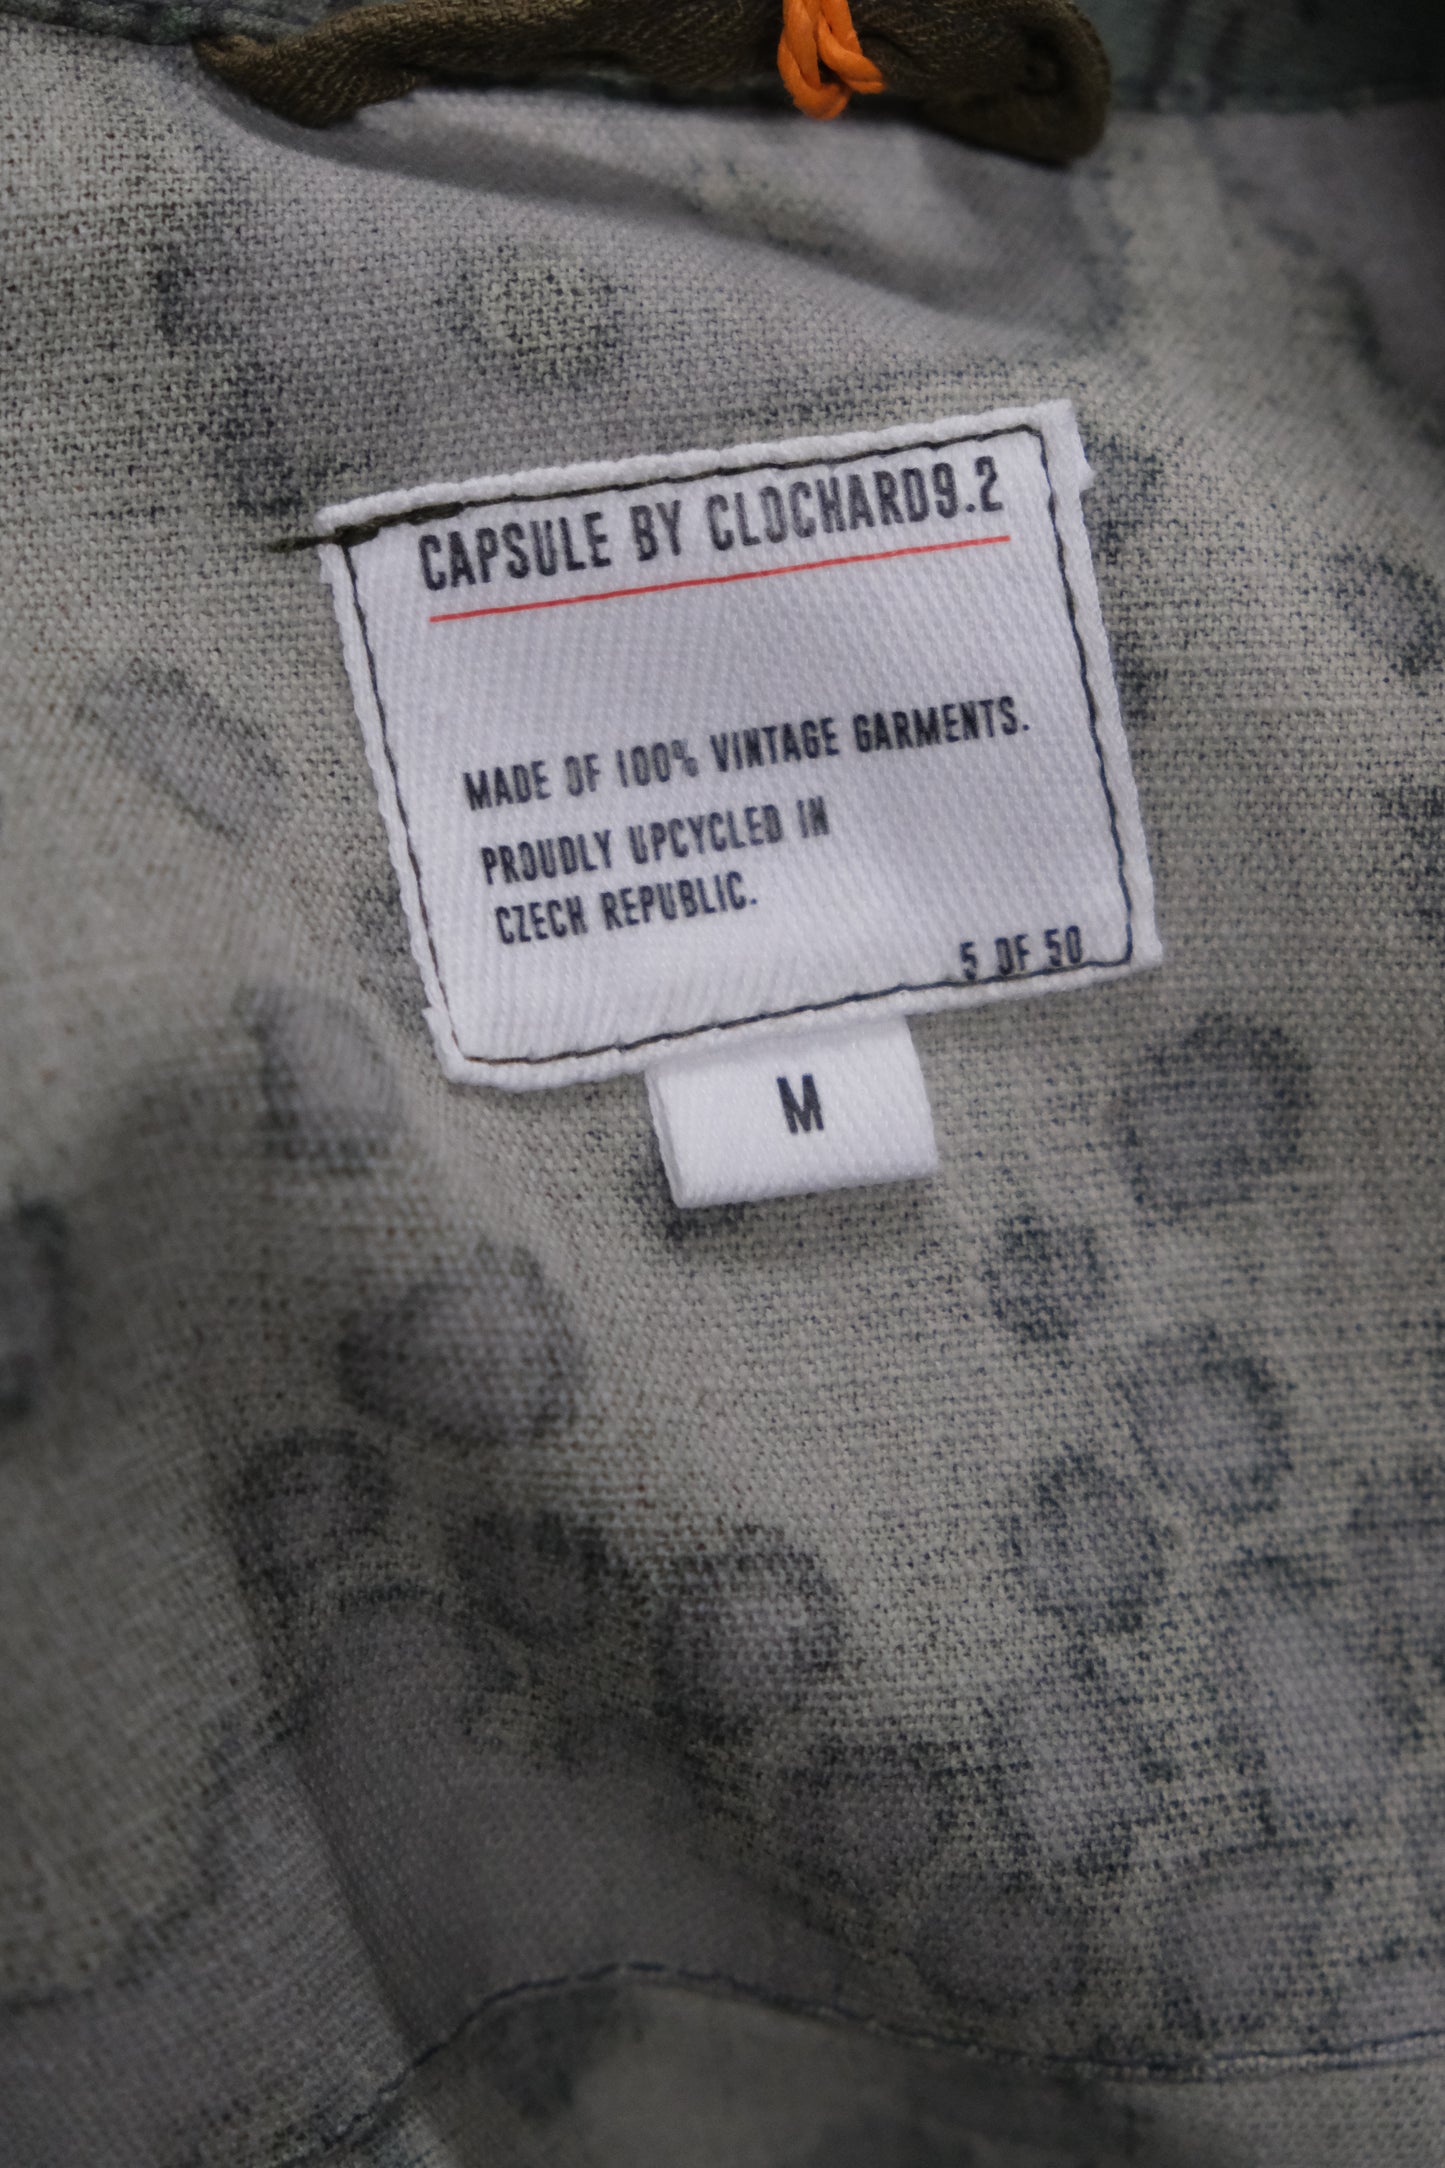 CAPSULE BY CLOCHARD9.2
MADE OF 100% VINTAGE GARMENTS.
PROUDLY UPCYCLED IN
CZECH REPUBLIC.
5 OF 50
M